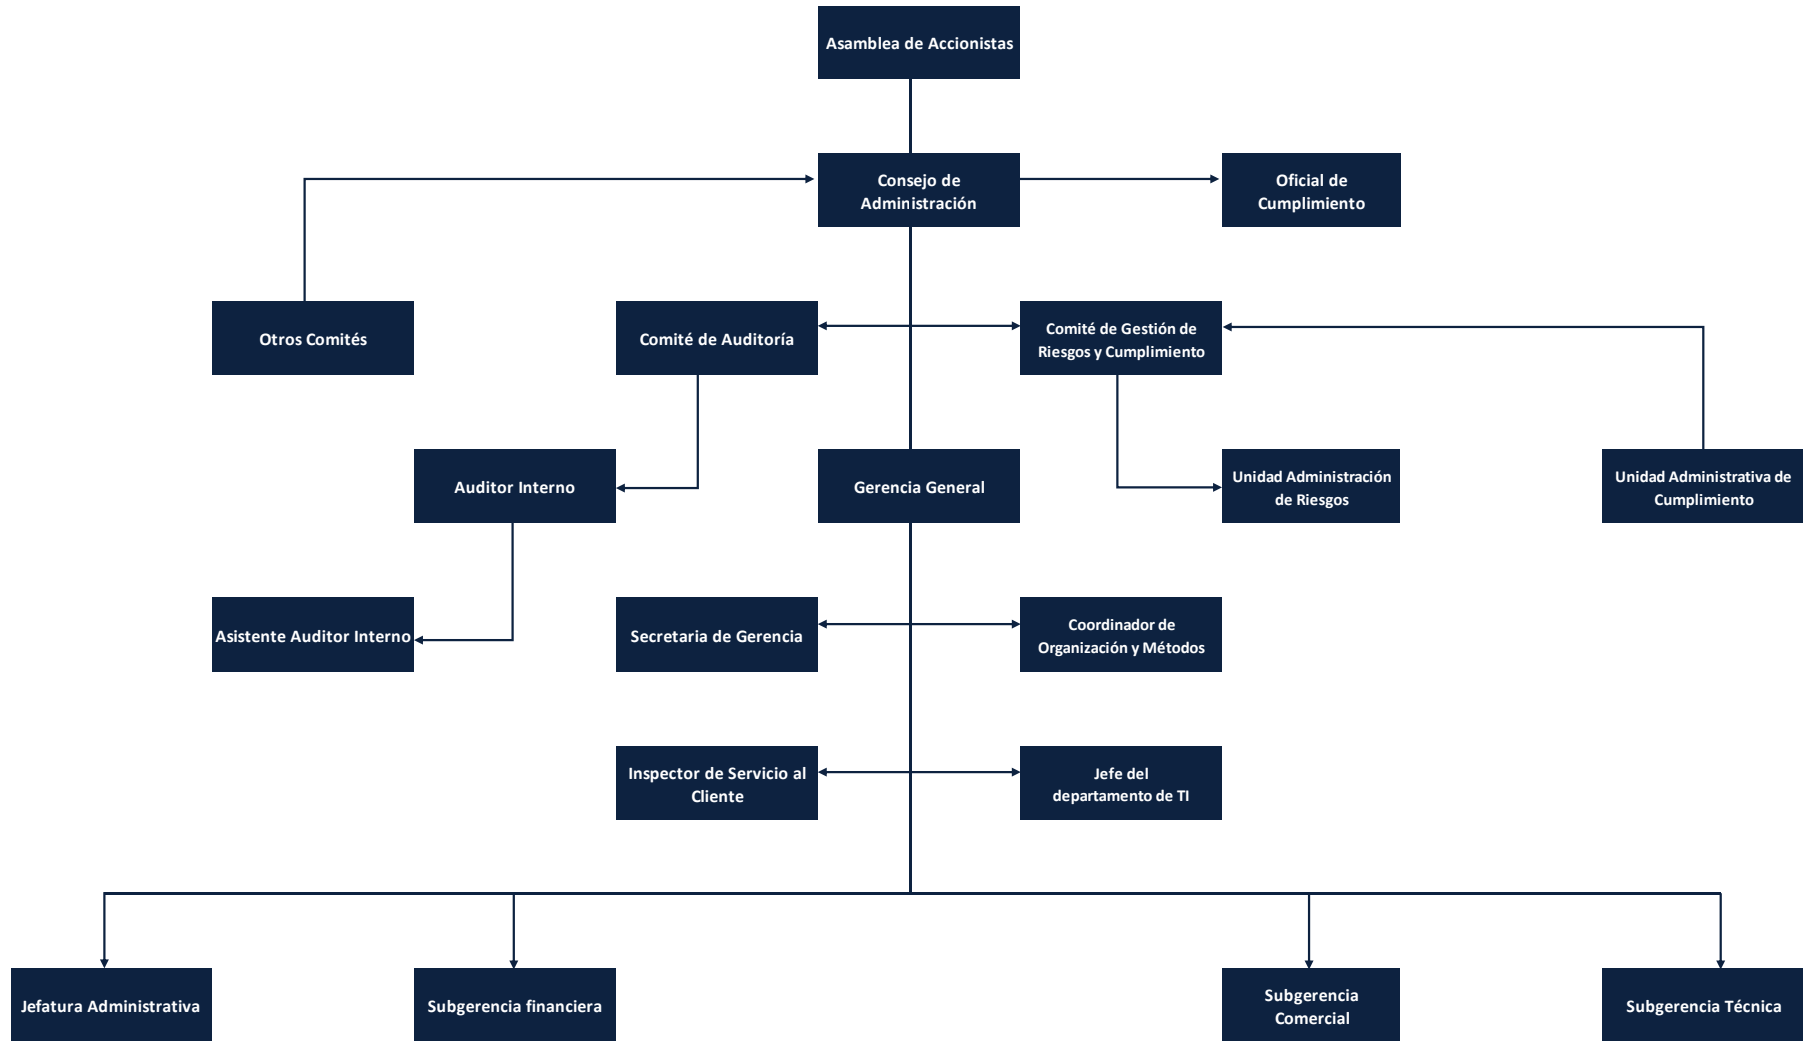 Asamblea de Accionistas
Consejo de
Administración
Oficial de
Cumplimiento
Otros Comités
Comité de Auditoría
Comité de Gestión de
Riesgos y Cumplimiento
Auditor Interno
Gerencia General
Unidad Administración
de Riesgos
Unidad Administrativa de
Cumplimiento
Asistente Auditor Interno
Secretaria de Gerencia
Coordinador de
Organización y Métodos
Inspector de Servicio al
Cliente
Jefe del
departamento de TI
Jefatura Administrativa
Subgerencia financiera
Subgerencia
Comercial
Subgerencia Técnica